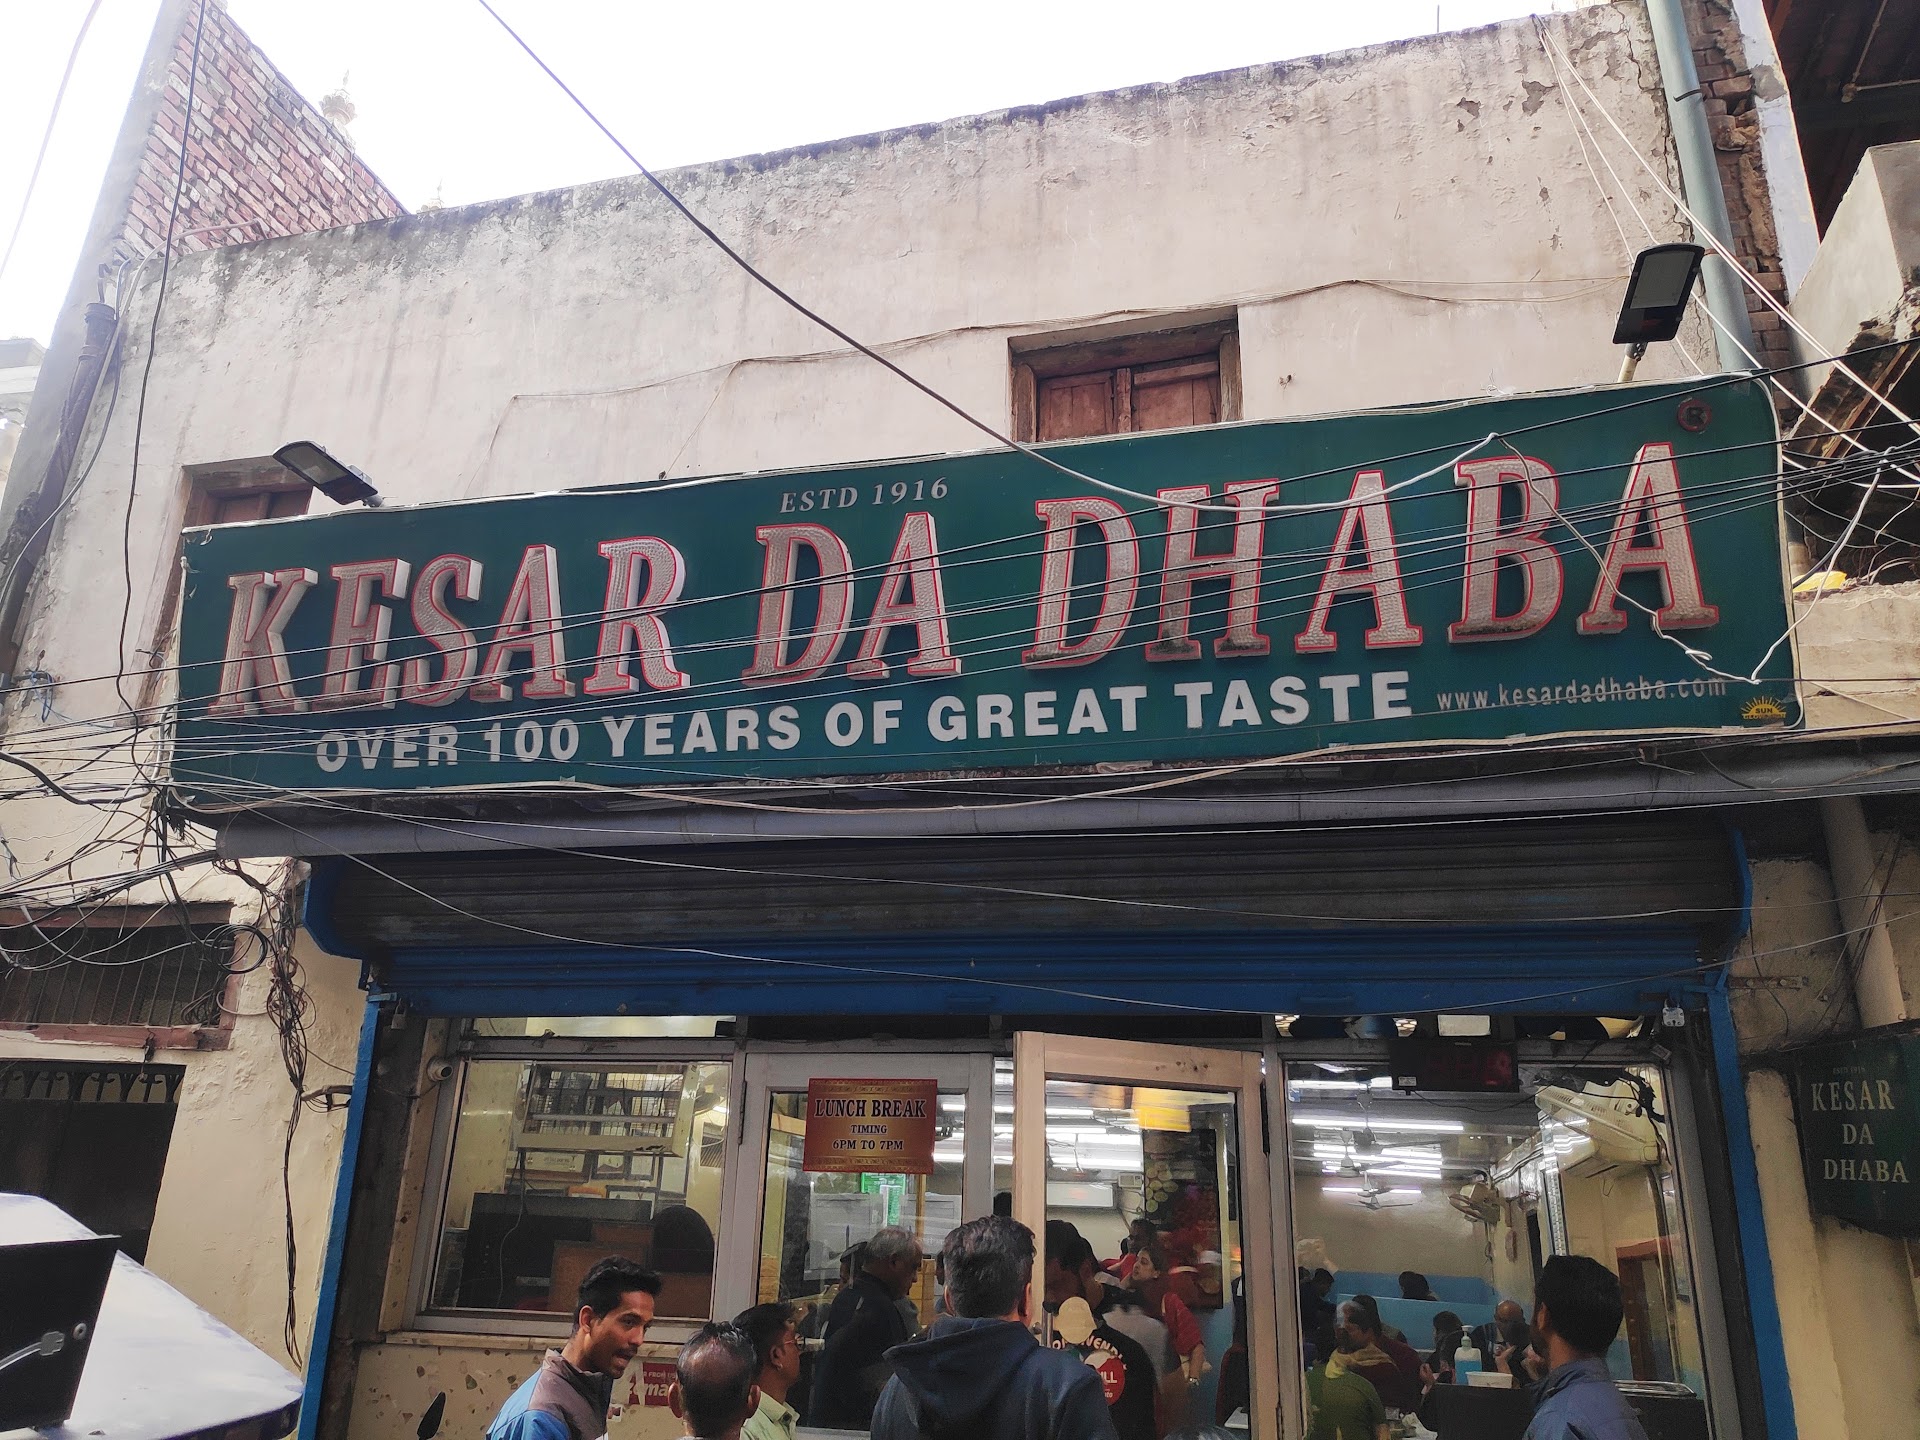 ESTD 1916
KESAR DA DHABA
R
OVER 100 YEARS OF GREAT TASTE
www.kesardadhaba.com
SUN
LUNCH BREAK
TIMING
6PM TO 7PM
KESAR
DA
DHABA